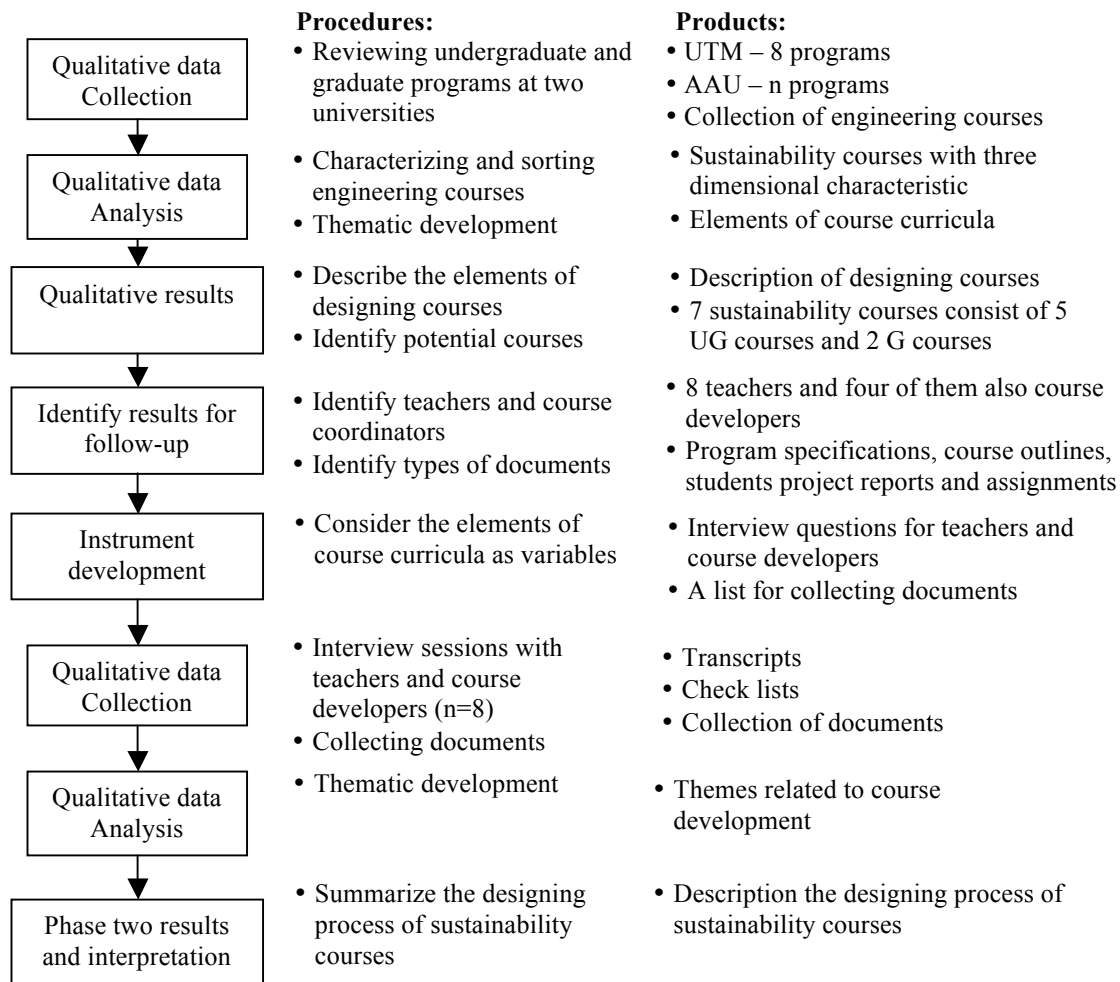 Procedures:
Products:
Qualitative data
Collection
• Reviewing undergraduate and
graduate programs at two
universities
• UTM – 8 programs
• AAU – n programs
• Collection of engineering courses
Qualitative data
Analysis
• Characterizing and sorting
engineering courses
• Thematic development
• Sustainability courses with three
dimensional characteristic
• Elements of course curricula
Qualitative results
• Describe the elements of
designing courses
• Identify potential courses
• Description of designing courses
• 7 sustainability courses consist of 5
UG courses and 2 G courses
Identify results for
follow-up
• Identify teachers and course
coordinators
• Identify types of documents
• 8 teachers and four of them also course
developers
• Program specifications, course outlines,
students project reports and assignments
Instrument
development
• Consider the elements of
course curricula as variables
• Interview questions for teachers and
course developers
• A list for collecting documents
Qualitative data
Collection
• Interview sessions with
teachers and course
developers (n=8)
• Collecting documents
• Transcripts
• Check lists
• Collection of documents
Qualitative data
Analysis
• Thematic development
• Themes related to course
development
Phase two results
and interpretation
• Summarize the designing
process of sustainability
courses
• Description the designing process of
sustainability courses